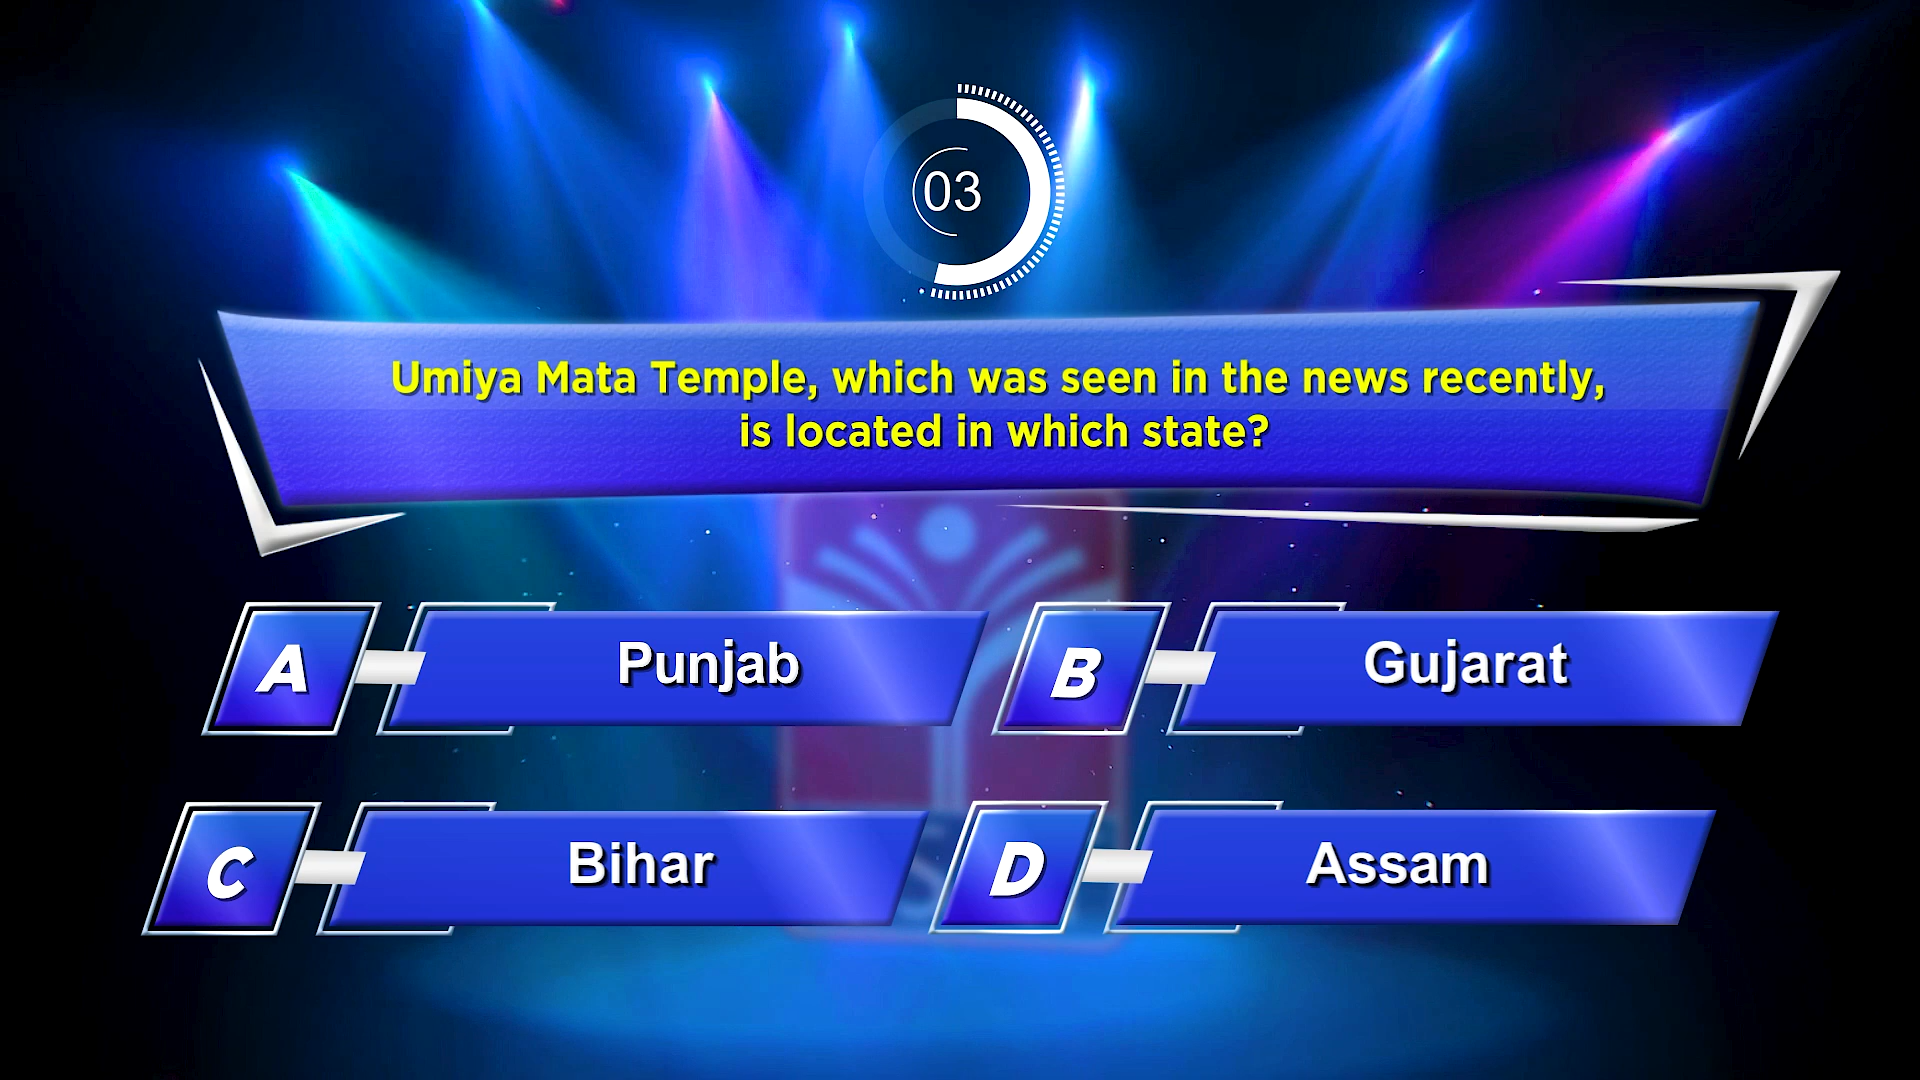 03
Umiya Mata Temple, which was seen in the news recently,
is located in which state?
A Punjab
B Gujarat
C Bihar
D Assam